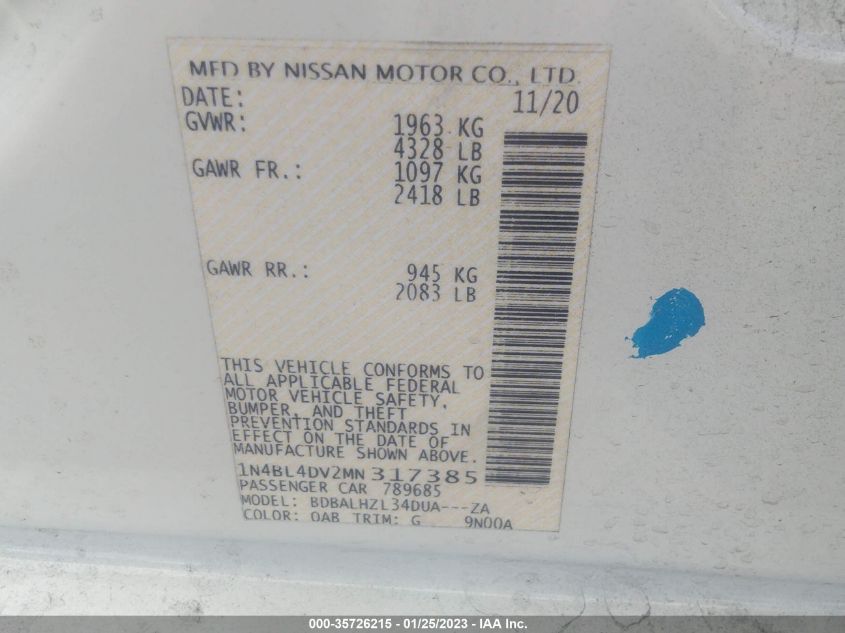 MFD BY NISSAN MOTOR CO., LTD.
DATE: 11/20
GVWR: 1963 KG
4328 LB
GAWR FR.: 1097 KG
2418 LB
GAWR RR.: 945 KG
2083 LB
THIS VEHICLE CONFORMS TO
ALL APPLICABLE FEDERAL
MOTOR VEHICLE SAFETY,
BUMPER, AND THEFT
PREVENTION STANDARDS IN
EFFECT ON THE DATE OF
MANUFACTURE SHOWN ABOVE.
1N4BL4DV2MN317385
PASSENGER CAR 789685
MODEL: BDBALHZL34DUA---ZA
COLOR: QAB TRIM: G 9N00A
000-35726215 - 01/25/2023 - IAA Inc.